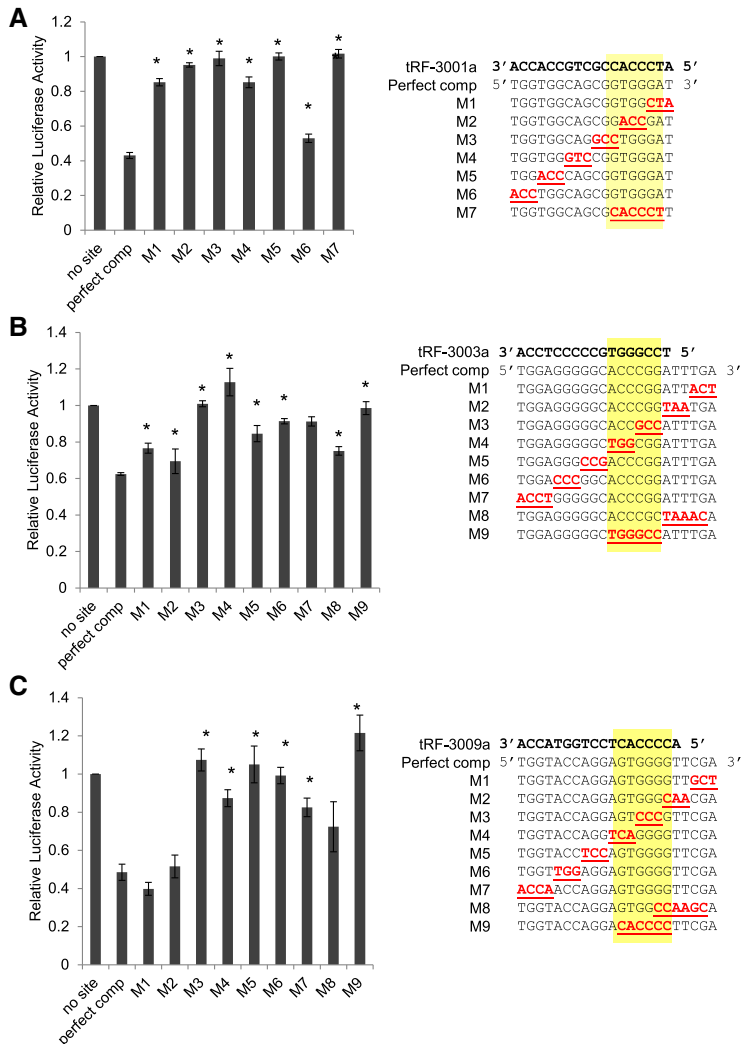 A
Relative Luciferase Activity
1.2
1
0.8
0.6
0.4
0.2
0
no site
perfect comp
M1
M2
M3
M4
M5
M6
M7
* * * * * * *
tRF-3001a 3’ACCACCGTCGCCACCCTA 5’
Perfect comp 5’TGGTGGCAGCGGTGGGAT 3’
M1 TGGTGGCAGCGGTGGCTA
M2 TGGTGGCAGCGGACCGAT
M3 TGGTGGCAGGCCTGGGAT
M4 TGGTGGGTCCGGTGGGAT
M5 TGGACCCAGCGGTGGGAT
M6 ACCTGGCAGCGGTGGGAT
M7 TGGTGGCAGCGCACCCTT
B
Relative Luciferase Activity
1.4
1.2
1
0.8
0.6
0.4
0.2
0
no site
perfect comp
M1
M2
M3
M4
M5
M6
M7
M8
M9
* * * * * * * *
tRF-3003a 3’ACCTCCCCCGTGGGCCT 5’
Perfect comp 5’TGGAGGGGGCACCCGGATTTGA 3’
M1 TGGAGGGGGCACCCGGATTACT
M2 TGGAGGGGGCACCCGGTAATGA
M3 TGGAGGGGGCACCGCCATTTGA
M4 TGGAGGGGGCTGGCGGATTTGA
M5 TGGAGGGCCGACCCGGATTTGA
M6 TGGACCCGGCACCCGGATTTGA
M7 ACCTGGGGGCACCCGGATTTGA
M8 TGGAGGGGGCACCCGCTAAACA
M9 TGGAGGGGGCTGGGCCATTTGA
C
Relative Luciferase Activity
1.4
1.2
1
0.8
0.6
0.4
0.2
0
no site
perfect comp
M1
M2
M3
M4
M5
M6
M7
M8
M9
* * * * * *
tRF-3009a 3’ACCATGGTCCTCACCCCA 5’
Perfect comp 5’TGGTACCAGGAGTGGGGTTCGA 3’
M1 TGGTACCAGGAGTGGGGTTGCT
M2 TGGTACCAGGAGTGGGCAACGA
M3 TGGTACCAGGAGTCCCGTTCGA
M4 TGGTACCAGGTCAGGGGTTCGA
M5 TGGTACCTCCAGTGGGGTTCGA
M6 TGGTTGGAGGAGTGGGGTTCGA
M7 ACCAACCAGGAGTGGGGTTCGA
M8 TGGTACCAGGAGTGGCCAAGCA
M9 TGGTACCAGGACACCCCTTCGA